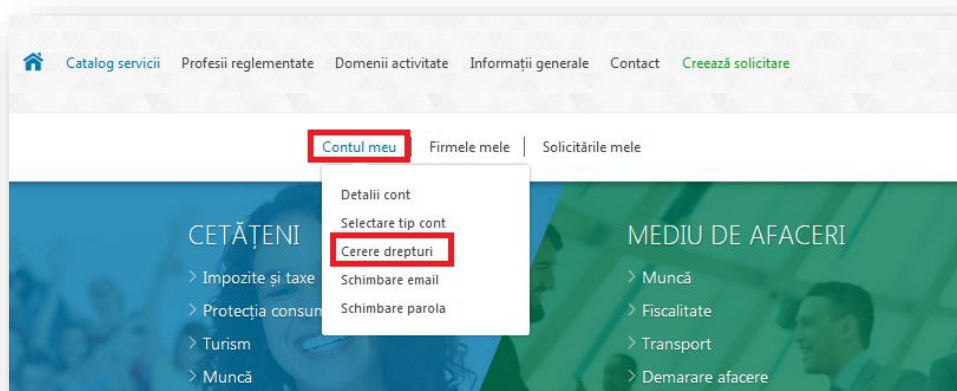 Catalog servicii Profesii reglementate Domenii activitate Informații generale Contact Creează solicitare
Contul meu Firmele mele Solicitările mele
Detalii cont
Selectare tip cont
Cerere drepturi
Schimbare email
Schimbare parola
CETĂȚENI
> Impozite și taxe
> Protecția consum
> Turism
> Muncă
MEDIU DE AFACERI
> Muncă
> Fiscalitate
> Transport
> Demarare afacere